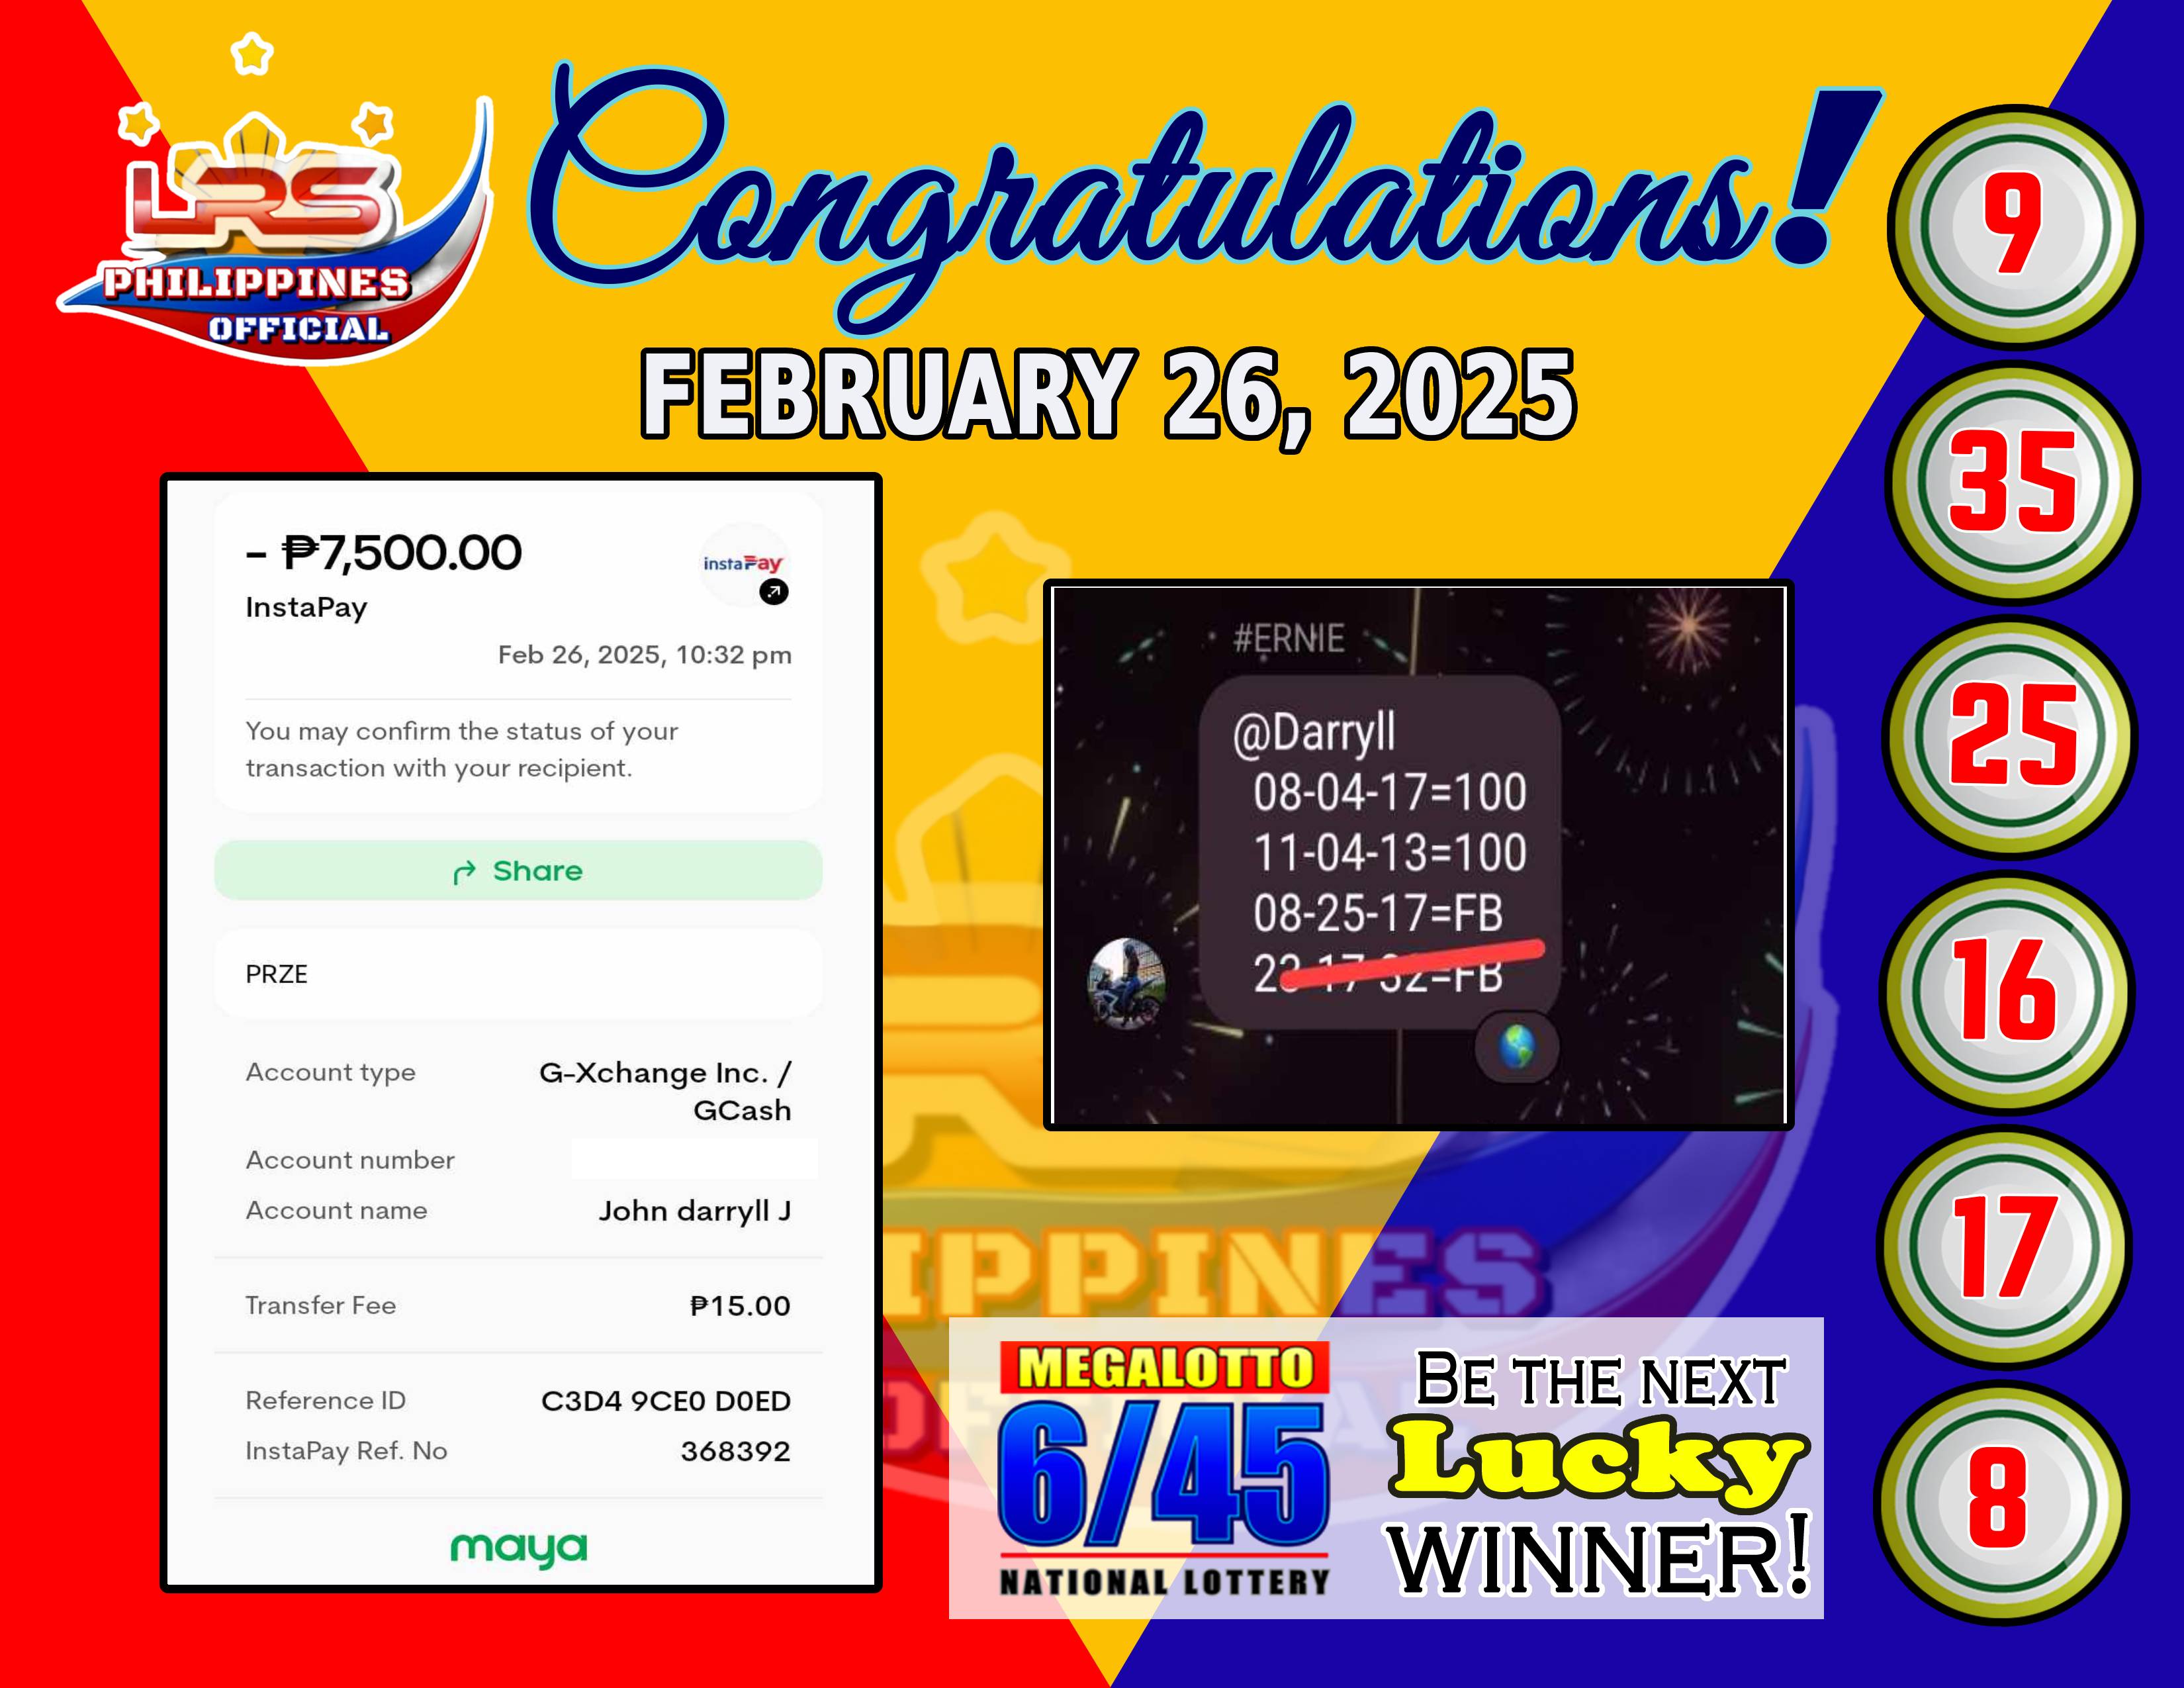 LRS
PHILIPPINES
OFFICIAL
Congratulations!
FEBRUARY 26, 2025
- ₱7,500.00
instaPay
InstaPay
Feb 26, 2025, 10:32 pm
You may confirm the status of your
transaction with your recipient.
Share
PRZE
Account type G-Xchange Inc. /
GCash
Account number
Account name John darryll J
Transfer Fee ₱15.00
Reference ID C3D4 9CE0 D0ED
InstaPay Ref. No 368392
maya
#ERNIE
@Darryll
08-04-17=100
11-04-13=100
08-25-17=FB
17 =FB
MEGALOTTO
6/45
NATIONAL LOTTERY
BE THE NEXT
Lucky
WINNER!
9
35
25
16
17
8